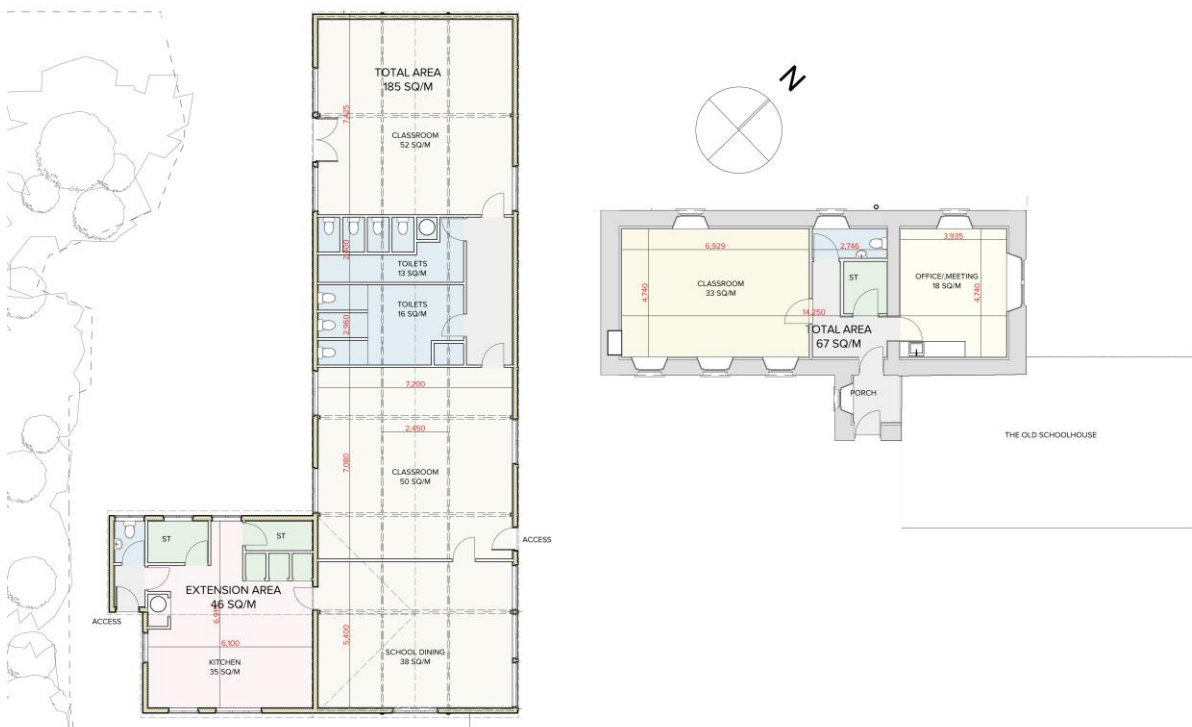 TOTAL AREA
185 SQ/M
7,425
CLASSROOM
52 SQ/M
TOILETS
13 SQ/M
2,400
TOILETS
16 SQ/M
2,960
7,200
2,450
7,080
CLASSROOM
50 SQ/M
ACCESS
ST
ST
EXTENSION AREA
46 SQ/M
ACCESS
6,100
KITCHEN
35 SQ/M
5,400
SCHOOL DINING
38 SQ/M
N
6,929
2,746
3,935
4,740
CLASSROOM
33 SQ/M
ST
OFFICE/,MEETING
18 SQ/M
4,740
14,250
TOTAL AREA
67 SQ/M
PORCH
THE OLD SCHOOLHOUSE